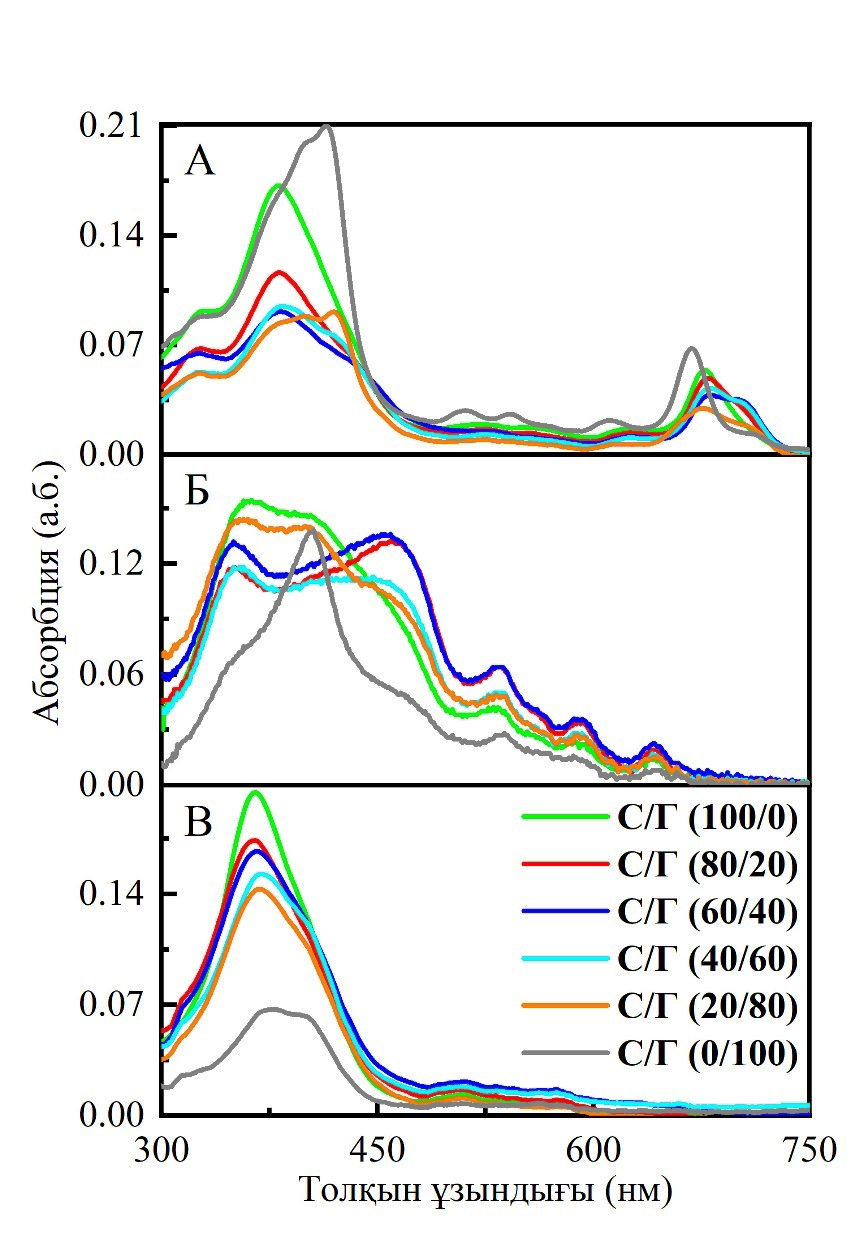 0.21
А
0.14
0.07
0.00
Б
0.12
0.06
0.00
В
0.14
0.07
0.00
Абсорбция (а.б.)
С/Г (100/0)
С/Г (80/20)
С/Г (60/40)
С/Г (40/60)
С/Г (20/80)
С/Г (0/100)
300 450 600 750
Толқын ұзындығы (нм)